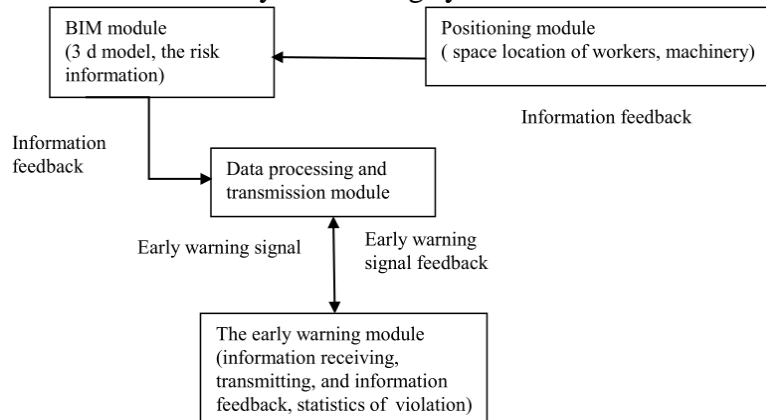 BIM module
(3 d model, the risk
information)
Positioning module
( space location of workers, machinery)
Information feedback
Information
feedback
Data processing and
transmission module
Early warning signal
Early warning
signal feedback
The early warning module
(information receiving,
transmitting, and information
feedback, statistics of violation)